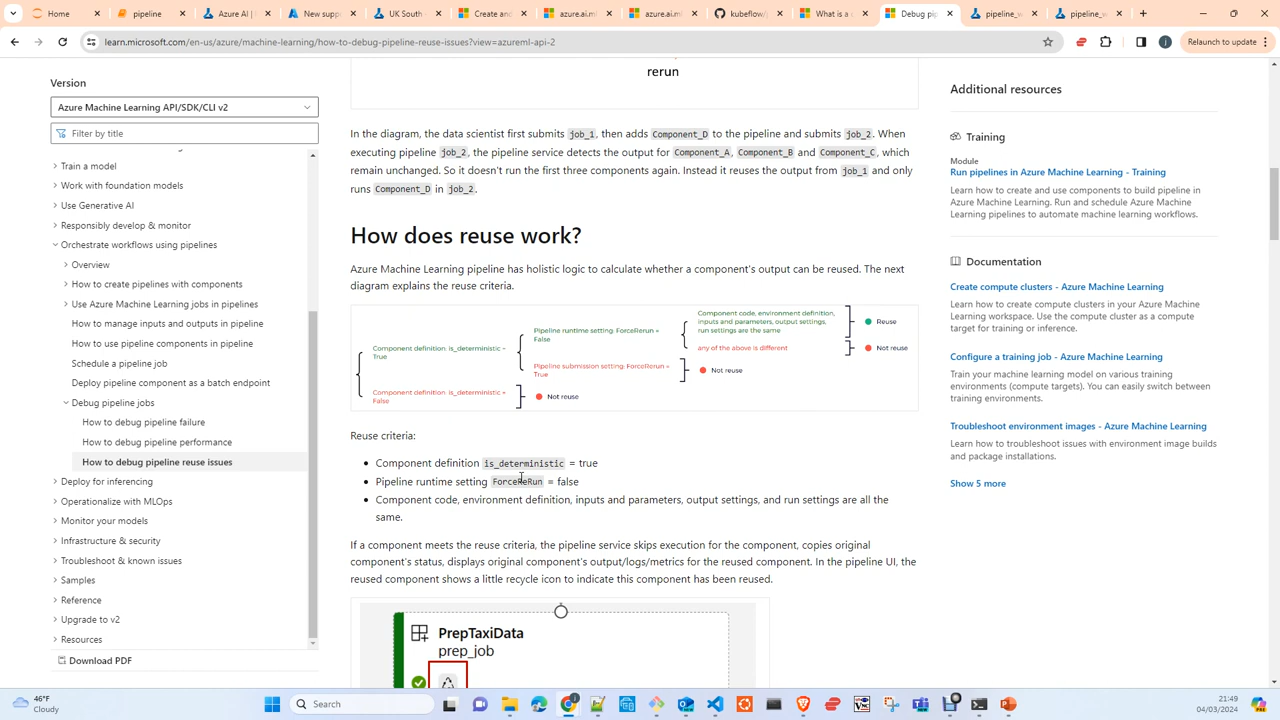 Home
pipeline
Azure AI |
New supp
UK South
Create and
azure.ai.m
azure.ai.m
kubeflow/
What is a
Debug pip
pipeline_
pipeline_
learn.microsoft.com/en-us/azure/machine-learning/how-to-debug-pipeline-reuse-issues?view=azureml-api-2
Relaunch to update
Version
Azure Machine Learning API/SDK/CLI v2
Filter by title
Train a model
Work with foundation models
Use Generative AI
Responsibly develop & monitor
Orchestrate workflows using pipelines
Overview
How to create pipelines with components
Use Azure Machine Learning jobs in pipelines
How to manage inputs and outputs in pipeline
How to use pipeline components in pipeline
Schedule a pipeline job
Deploy pipeline component as a batch endpoint
Debug pipeline jobs
How to debug pipeline failure
How to debug pipeline performance
How to debug pipeline reuse issues
Deploy for inferencing
Operationalize with MLOps
Monitor your models
Infrastructure & security
Troubleshoot & known issues
Samples
Reference
Upgrade to v2
Resources
Download PDF
rerun
In the diagram, the data scientist first submits job_1, then adds Component_D to the pipeline and submits job_2. When
executing pipeline job_2, the pipeline service detects the output for Component_A, Component_B and Component_C, which
remain unchanged. So it doesn't run the first three components again. Instead it reuses the output from job_1 and only
runs Component_D in job_2.
How does reuse work?
Azure Machine Learning pipeline has holistic logic to calculate whether a component's output can be reused. The next
diagram explains the reuse criteria.
Component definition: is_deterministic =
True
Component definition: is_deterministic =
False
Pipeline runtime setting: ForceRerun =
False
Pipeline submission setting: ForceRerun =
True
Not reuse
Component code, environment definition,
inputs and parameters, output settings,
run settings are the same
any of the above is different
Not reuse
Reuse
Not reuse
Reuse criteria:
Component definition is_deterministic = true
Pipeline runtime setting ForceReRun = false
Component code, environment definition, inputs and parameters, output settings, and run settings are all the
same.
If a component meets the reuse criteria, the pipeline service skips execution for the component, copies original
component's status, displays original component's output/logs/metrics for the reused component. In the pipeline UI, the
reused component shows a little recycle icon to indicate this component has been reused.
PrepTaxiData
prep_job
Additional resources
Training
Module
Run pipelines in Azure Machine Learning - Training
Learn how to create and use components to build pipeline in
Azure Machine Learning. Run and schedule Azure Machine
Learning pipelines to automate machine learning workflows.
Documentation
Create compute clusters - Azure Machine Learning
Learn how to create compute clusters in your Azure Machine
Learning workspace. Use the compute cluster as a compute
target for training or inference.
Configure a training job - Azure Machine Learning
Train your machine learning model on various training
environments (compute targets). You can easily switch between
training environments.
Troubleshoot environment images - Azure Machine Learning
Learn how to troubleshoot issues with environment image builds
and package installations.
Show 5 more
46°F
Cloudy
Search
21:49
04/03/2024